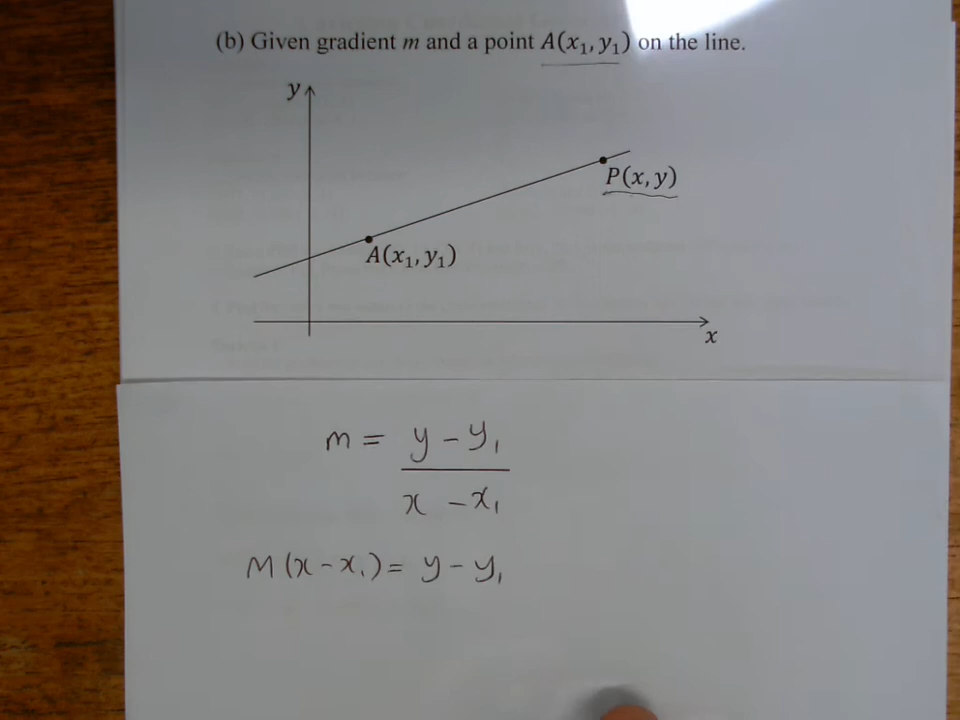 (b) Given gradient m and a point A(x₁, y₁) on the line.
y
P(x, y)
A(x₁, y₁)
x
m = y - y₁
x - x₁
M(x - x₁) = y - y₁